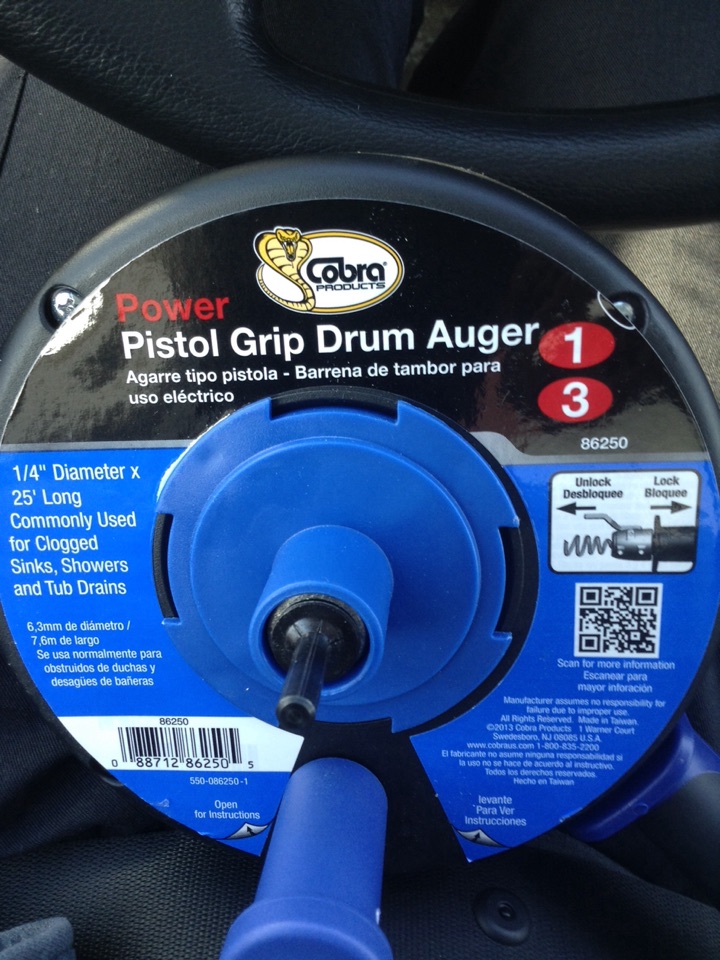 Cobra®
PRODUCTS
Power
Pistol Grip Drum Auger
Agarre tipo pistola - Barrena de tambor para
uso eléctrico
1
3
86250
1/4" Diameter x
25' Long
Commonly Used
for Clogged
Sinks, Showers
and Tub Drains
6,3mm de diámetro /
7,6m de largo
Se usa normalmente para
obstruidos de duchas y
desagües de bañeras
Unlock Lock
Desbloquee Bloquee
Scan for more information
Escanear para
mayor inforación
Manufacturer assumes no responsibility for
failure due to improper use.
All Rights Reserved. Made in Taiwan.
©2013 Cobra Products 1 Warner Court
Swedesboro, NJ 08085 U.S.A.
www.cobraus.com 1-800-835-2200
El fabricante no asume ninguna responsabilidad si
la uso no se hace de acuerdo al instructivo.
Todos los derechos reservados.
Hecho en Taiwan
86250
0 88712 86250 5
550-086250-1
Open
for Instructions
levante
Para Ver
Instrucciones